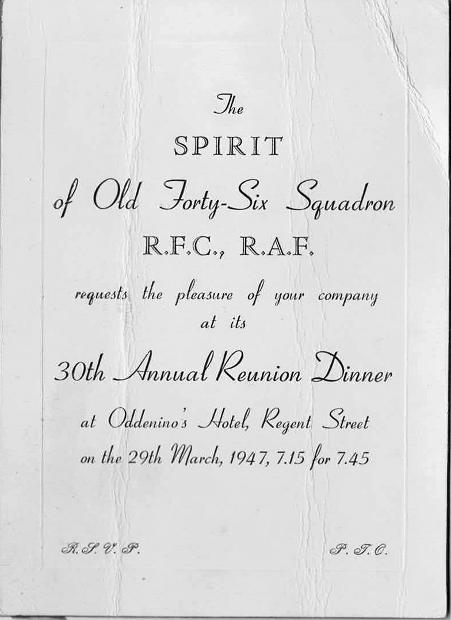 The
SPIRIT
of Old Forty-Six Squadron
R.F.C., R.A.F.
requests the pleasure of your company
at its
30th Annual Reunion Dinner
at Oddenino's Hotel, Regent Street
on the 29th March, 1947, 7.15 for 7.45
R.S.V.P. P.T.O.